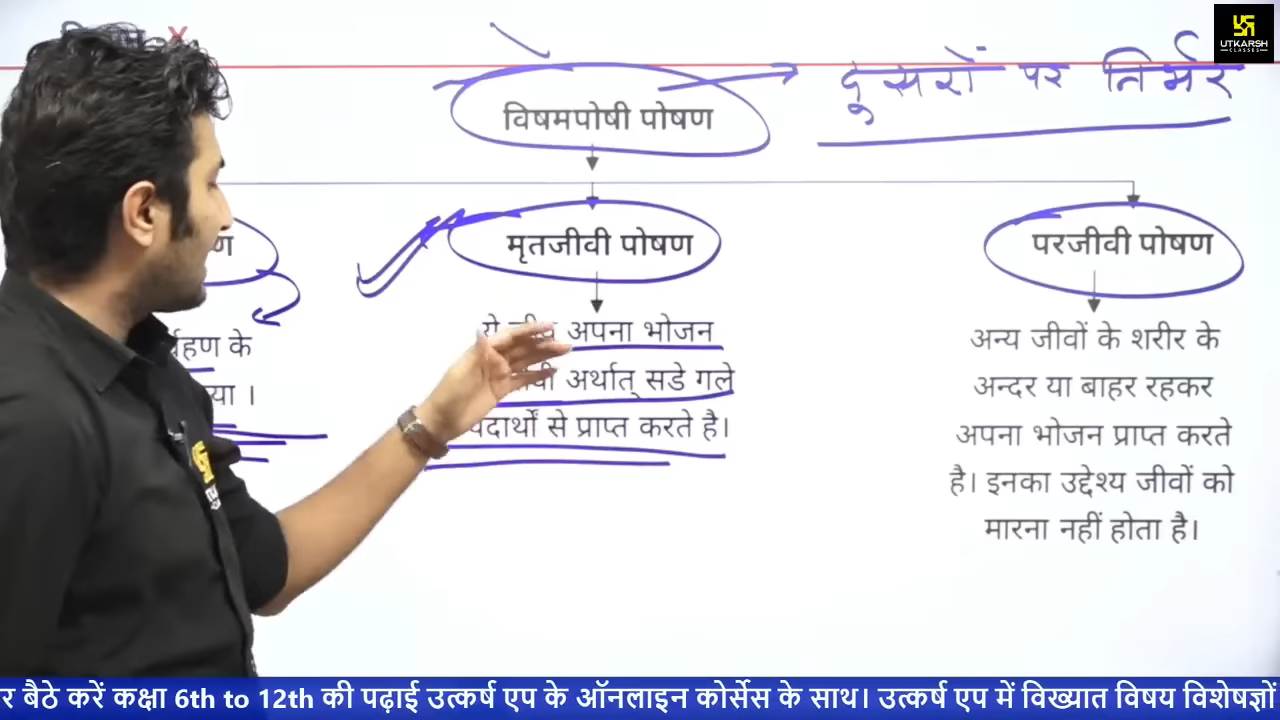 UTKARSH
CLASSES
दूसरों पर निर्भर
विषमपोषी पोषण
मृतजीवी पोषण
परजीवी पोषण
अपना भोजन
अर्थात् सडे गले
पदार्थों से प्राप्त करते है।
अन्य जीवों के शरीर के
अन्दर या बाहर रहकर
अपना भोजन प्राप्त करते
है। इनका उद्देश्य जीवों को
मारना नहीं होता है।
के
।
र बैठे करें कक्षा 6th to 12th की पढ़ाई उत्कर्ष एप के ऑनलाइन कोर्सेस के साथ। उत्कर्ष एप में विख्यात विषय विशेषज्ञों